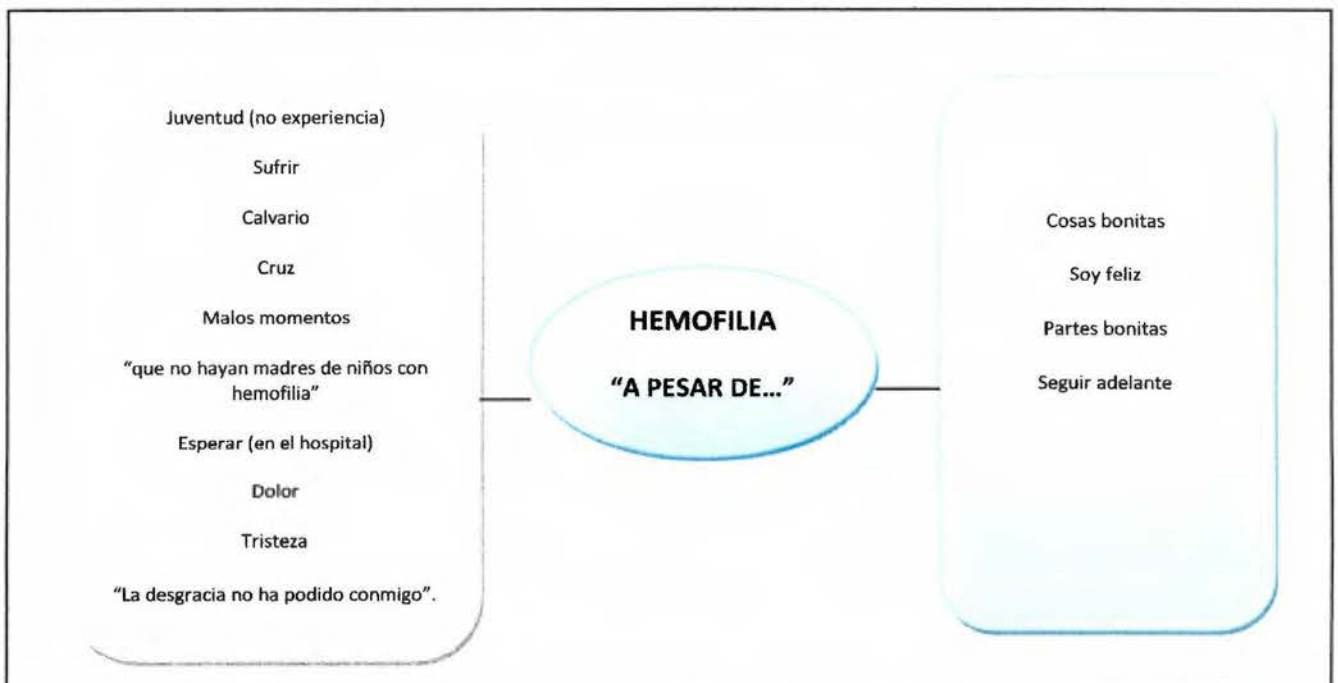 Juventud (no experiencia)
Sufrir
Calvario
Cruz
Malos momentos
“que no hayan madres de niños con
hemofilia”
Esperar (en el hospital)
Dolor
Tristeza
“La desgracia no ha podido conmigo”.
HEMOFILIA
“A PESAR DE...”
Cosas bonitas
Soy feliz
Partes bonitas
Seguir adelante